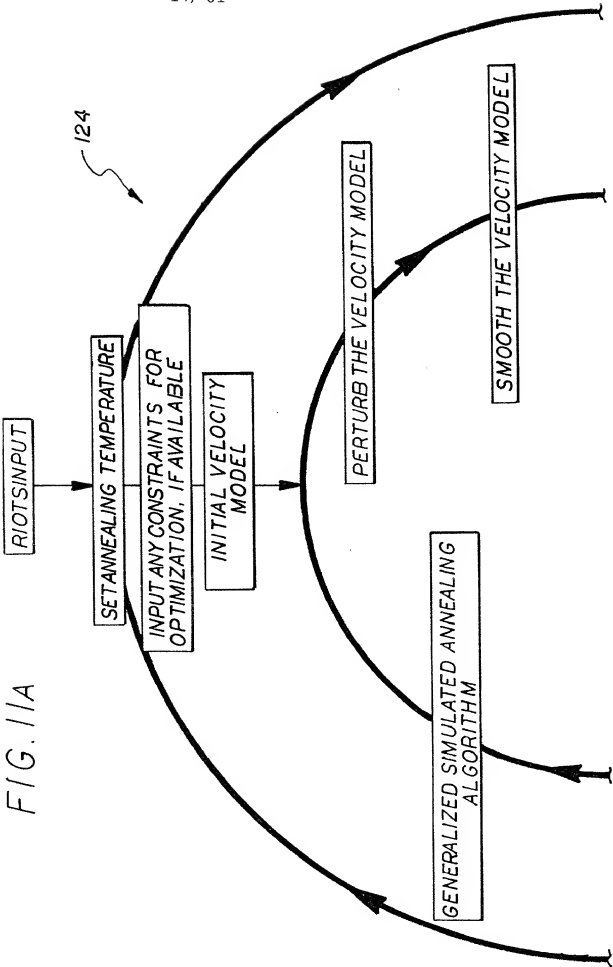 FIG. 11A
124
RIOTSINPUT
SETANNEALING TEMPERATURE
INPUT ANY CONSTRAINTS FOR
OPTIMIZATION, IF AVAILABLE
INITIAL VELOCITY
MODEL
PERTURB THE VELOCITY MODEL
SMOOTH THE VELOCITY MODEL
GENERALIZED SIMULATED ANNEALING
ALGORITHM